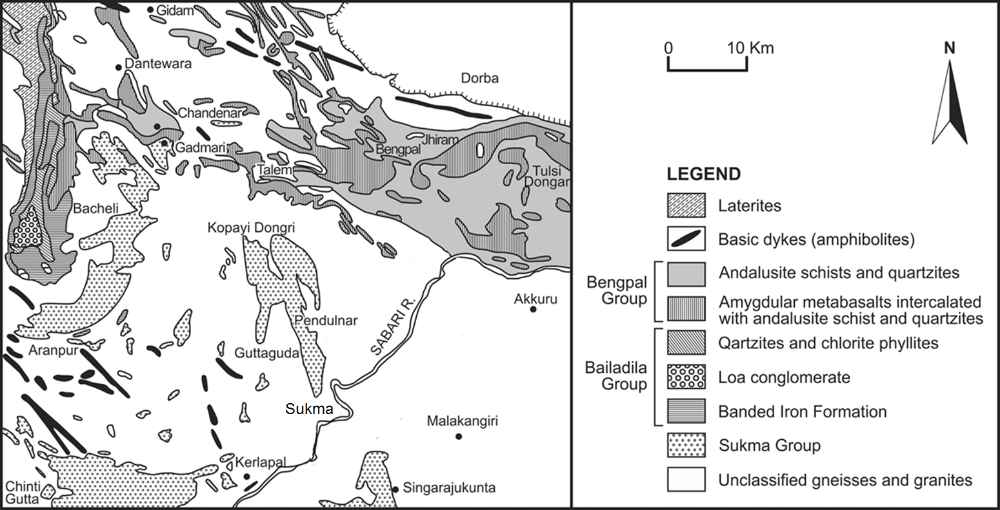 Gidam
Dantewara
Dorba
Chandenar
Gadmari
Jhiram
Bengpal
Talem
Tulsi
Dongar
Bacheli
Kopayi Dongri
Akkuru
Pendulnar
SABARI R.
Aranpur
Guttaguda
Sukma
Malakangiri
Kerlapal
Chinti
Gutta
Singarajukunta
0 10 Km
N
LEGEND
Laterites
Basic dykes (amphibolites)
Bengpal
Group
Andalusite schists and quartzites
Amygdular metabasalts intercalated
with andalusite schist and quartzites
Bailadila
Group
Qartzites and chlorite phyllites
Loa conglomerate
Banded Iron Formation
Sukma Group
Unclassified gneisses and granites